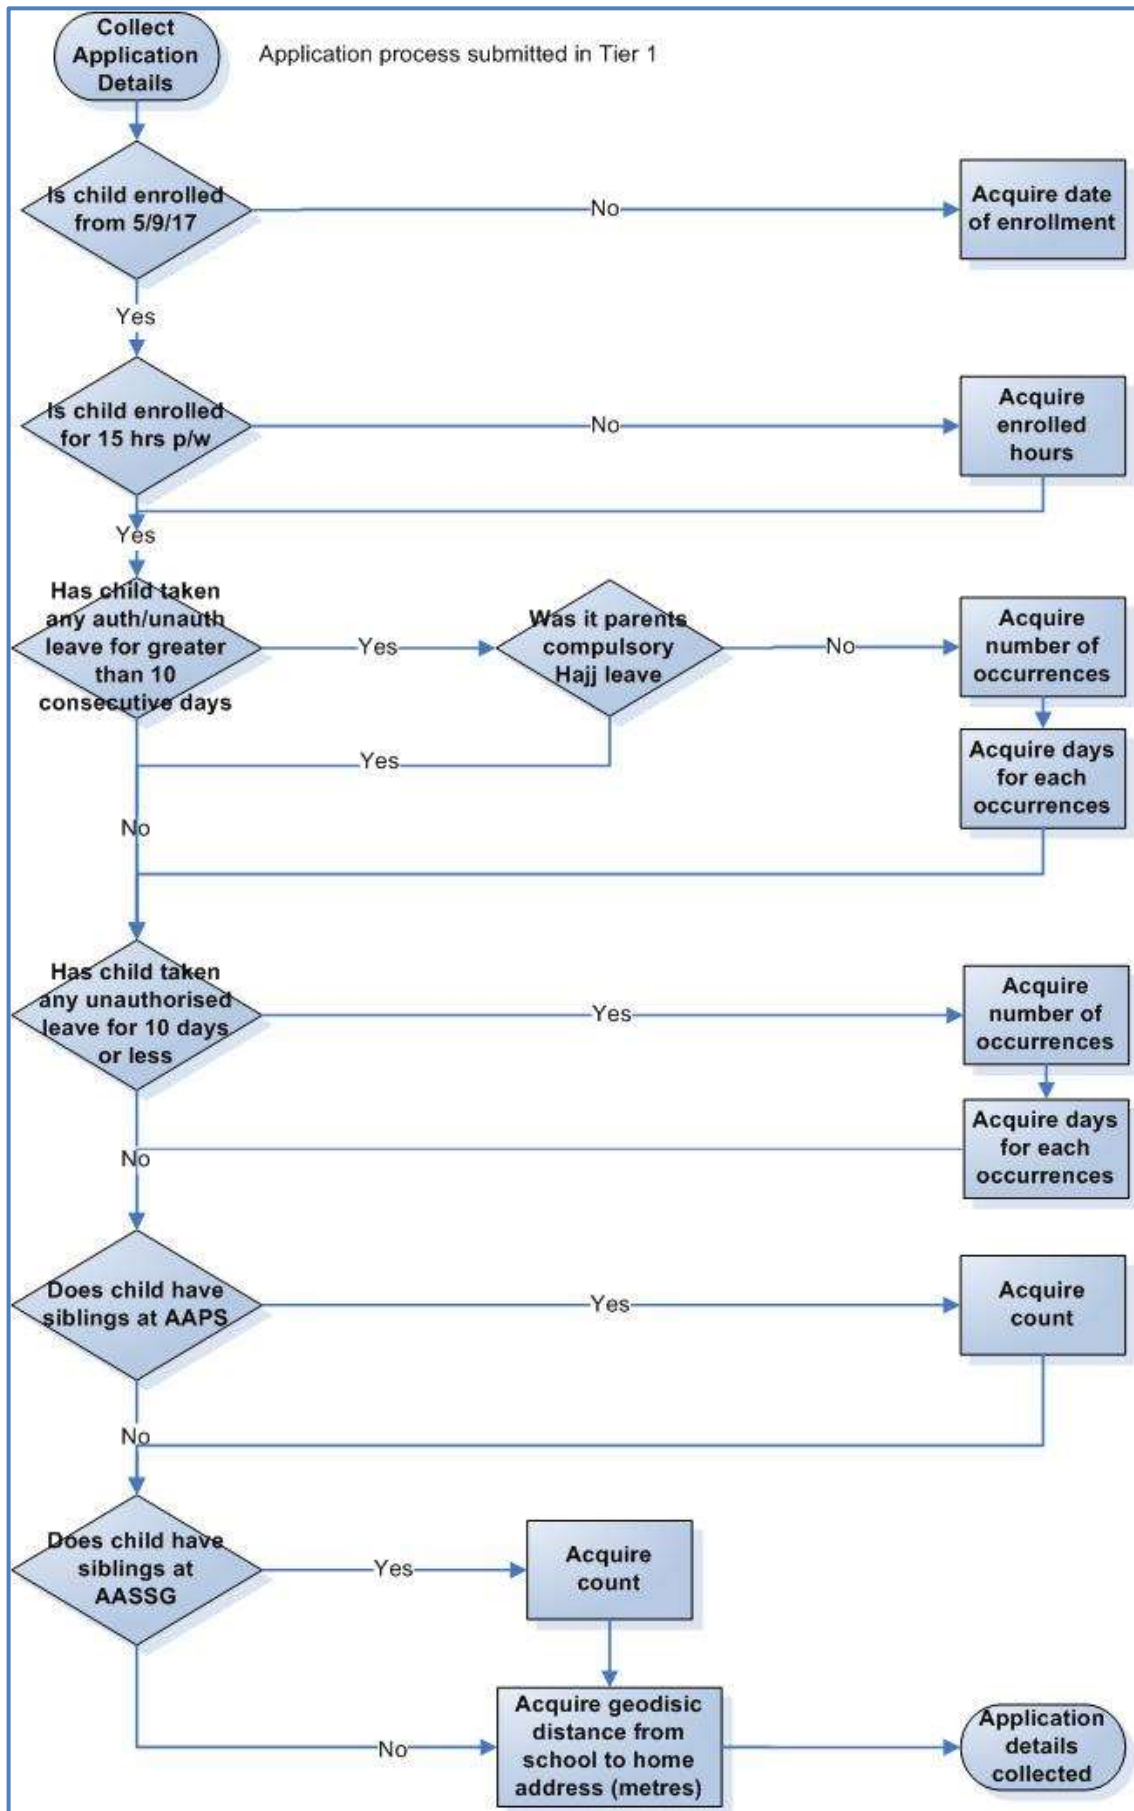 Collect
Application
Details
Application process submitted in Tier 1
Is child enrolled
from 5/9/17
No
Acquire date
of enrollment
Yes
Is child enrolled
for 15 hrs p/w
No
Acquire
enrolled
hours
Yes
Has child taken
any auth/unauth
leave for greater
than 10
consecutive days
Yes
Was it parents
compulsory
Hajj leave
No
Acquire
number of
occurrences
Yes
Acquire days
for each
occurrences
No
Has child taken
any unauthorised
leave for 10 days
or less
Yes
Acquire
number of
occurrences
No
Acquire days
for each
occurrences
Does child have
siblings at AAPS
Yes
Acquire
count
No
Does child have
siblings at
AASSG
Yes
Acquire
count
No
Acquire geodisic
distance from
school to home
address (metres)
Application
details
collected